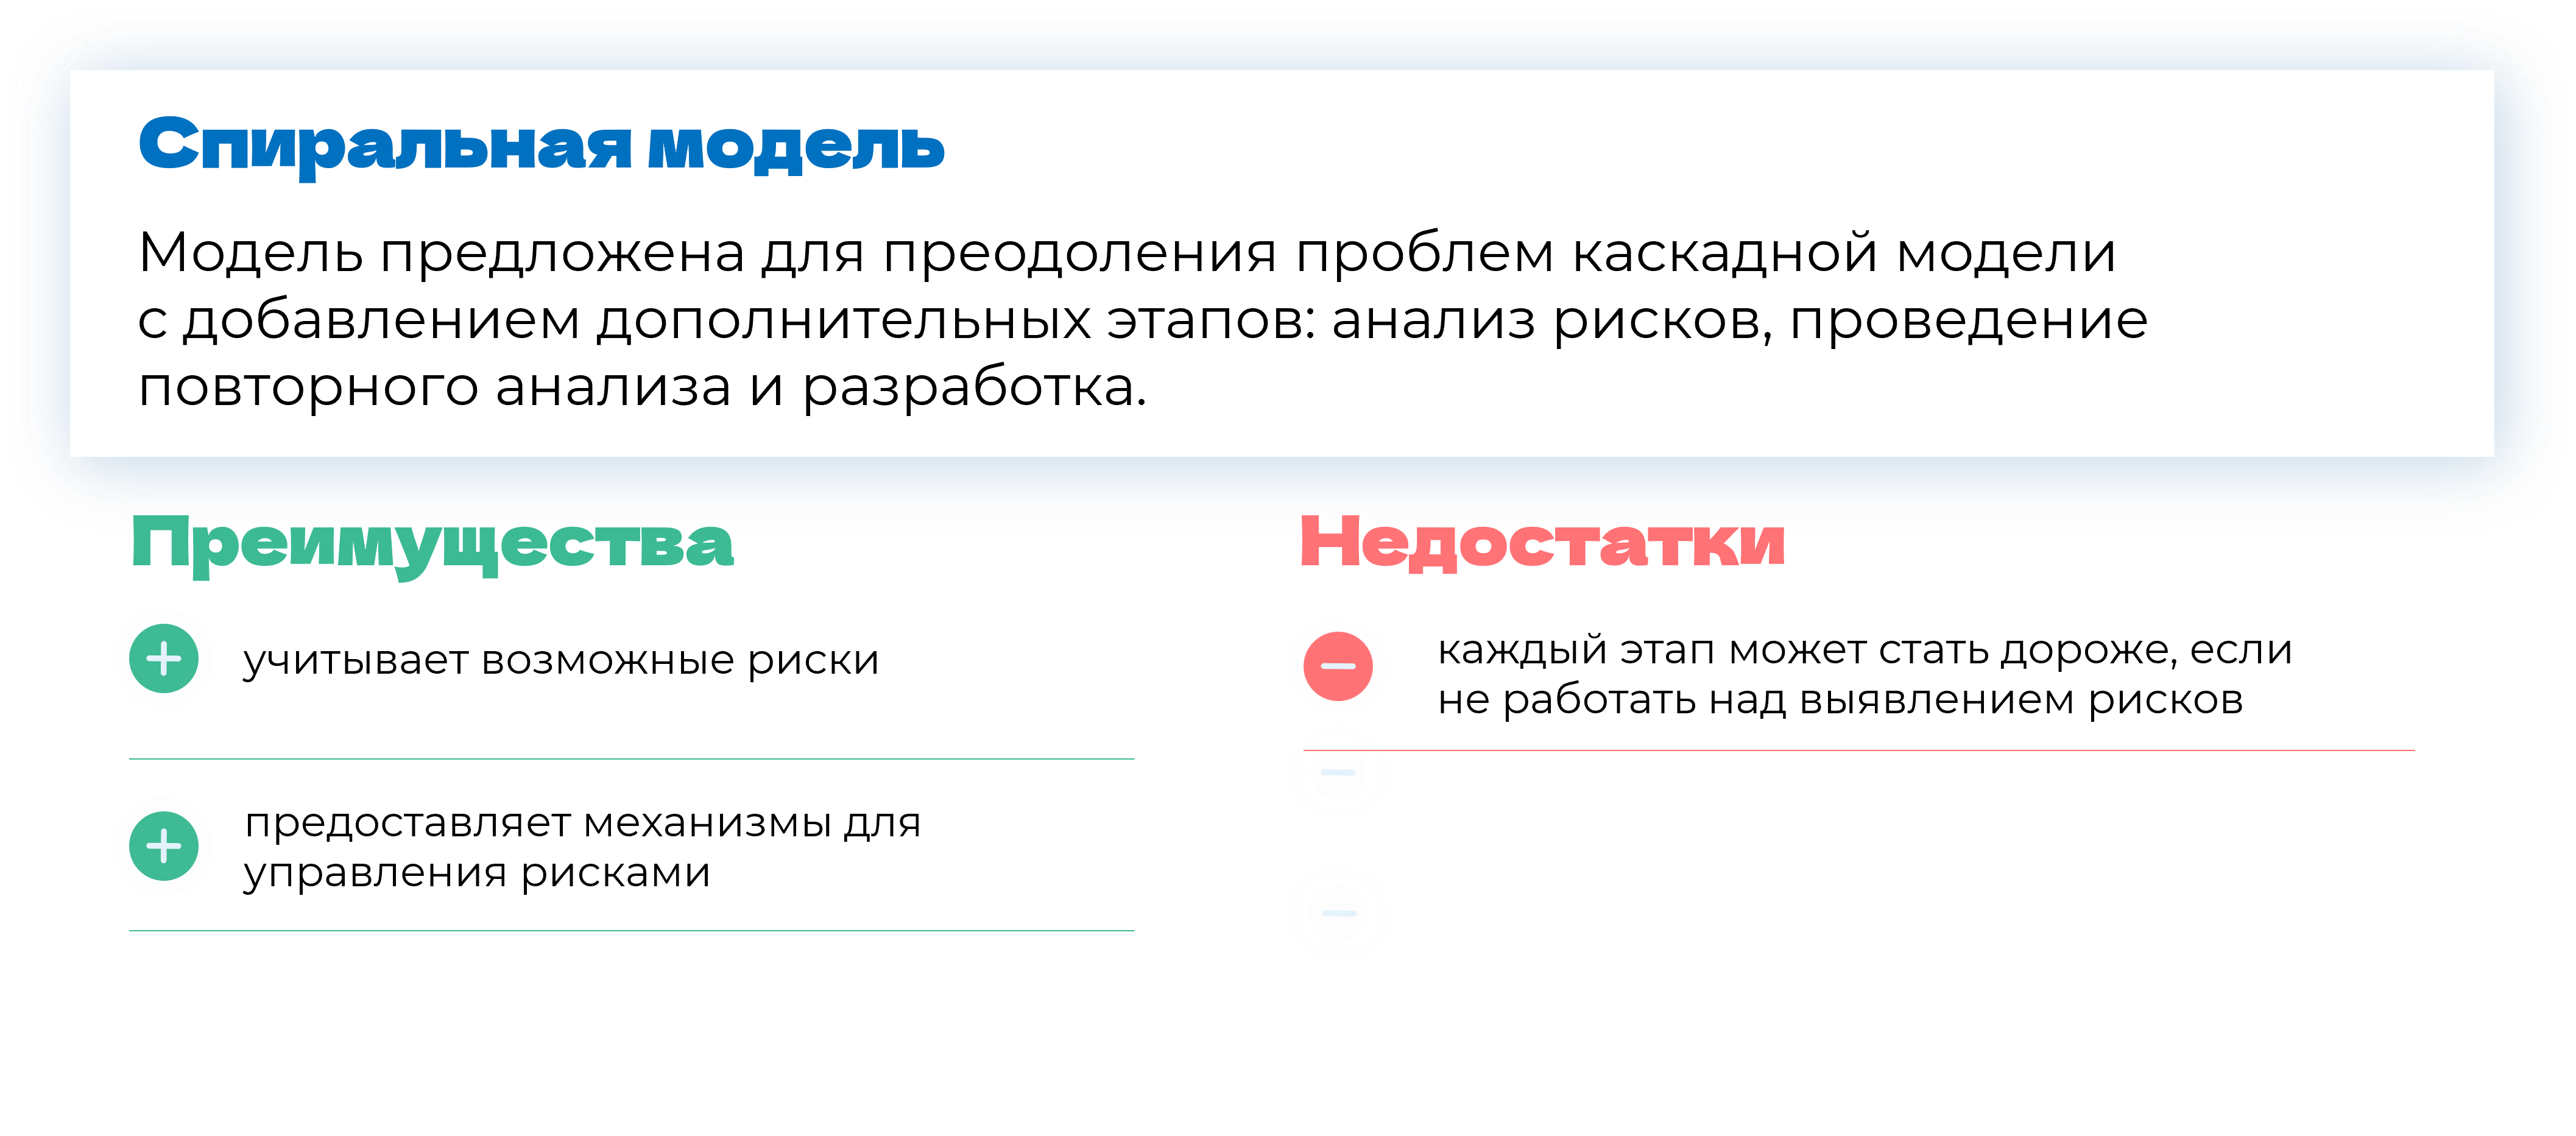 Спиральная модель
Модель предложена для преодоления проблем каскадной модели
с добавлением дополнительных этапов: анализ рисков, проведение
повторного анализа и разработка.
Преимущества
учитывает возможные риски
предоставляет механизмы для
управления рисками
Недостатки
каждый этап может стать дороже, если
не работать над выявлением рисков